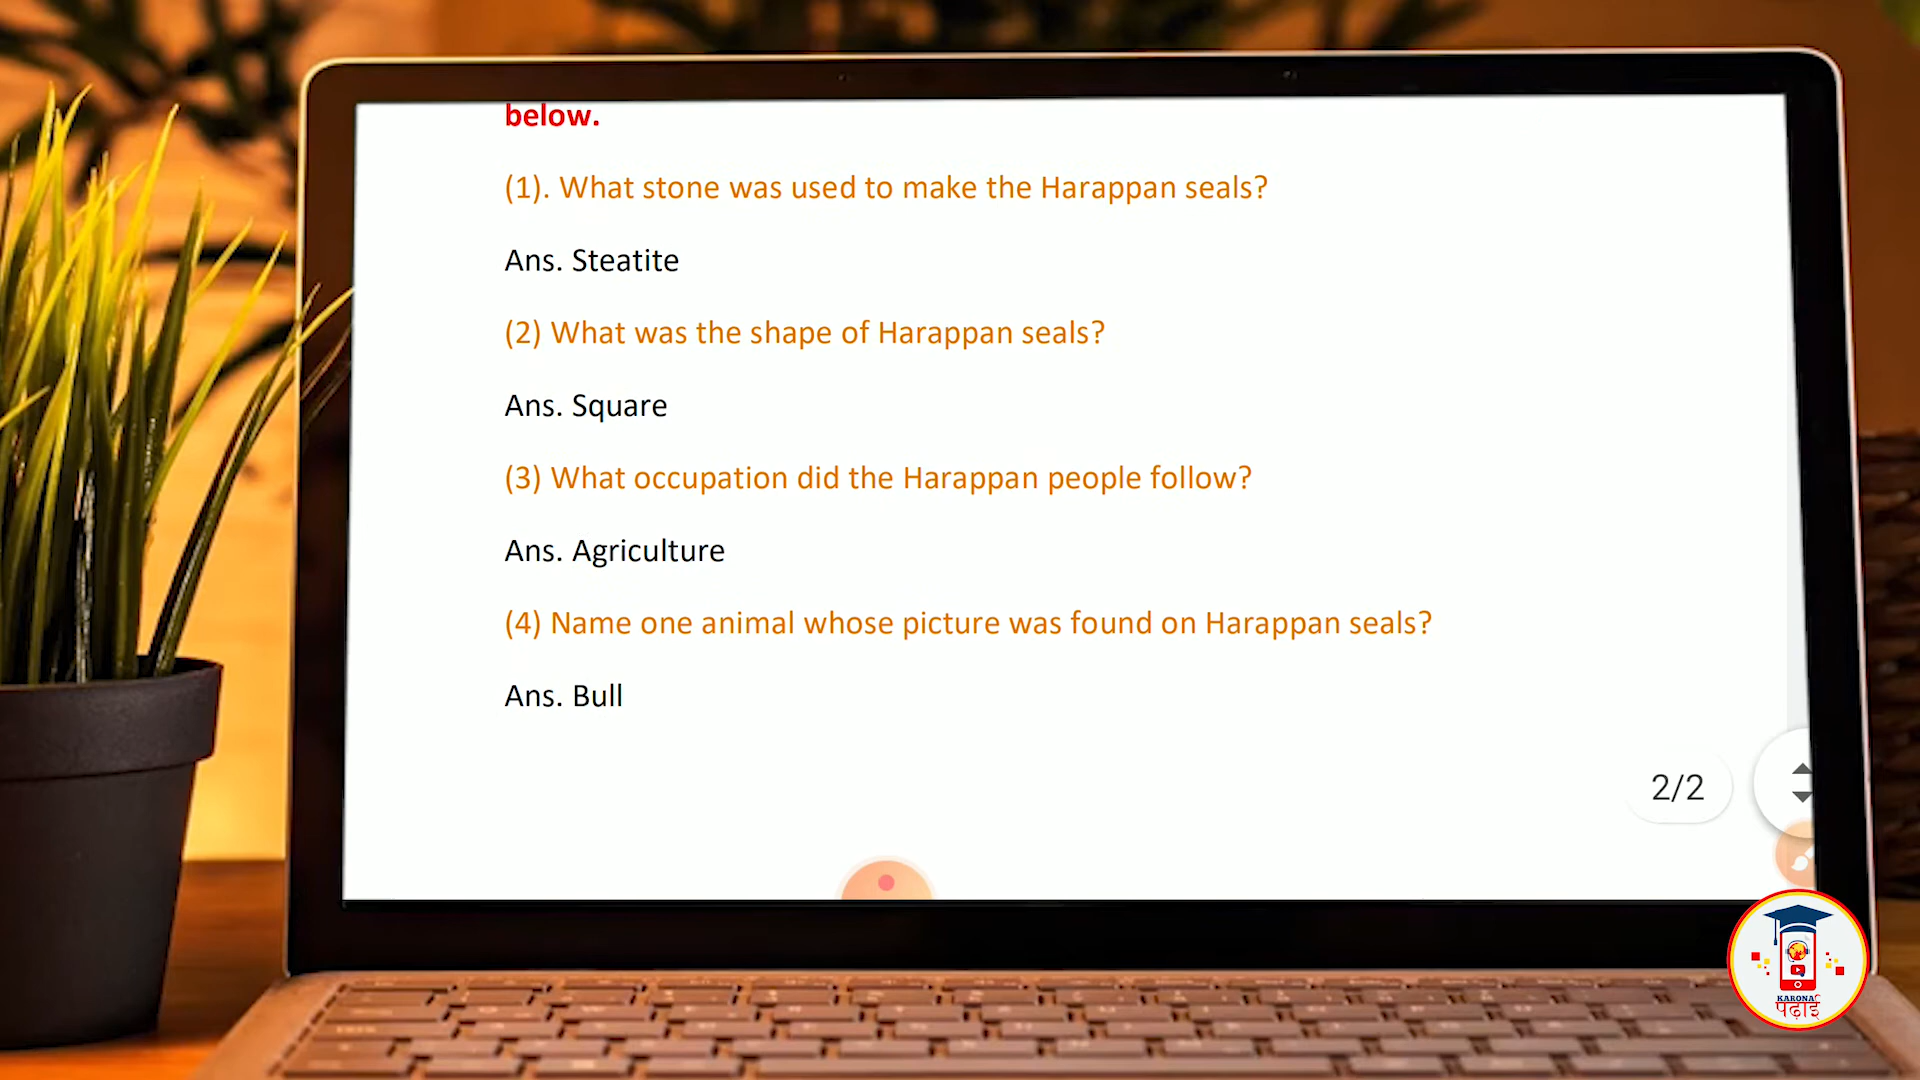 below.
(1). What stone was used to make the Harappan seals?
Ans. Steatite
(2) What was the shape of Harappan seals?
Ans. Square
(3) What occupation did the Harappan people follow?
Ans. Agriculture
(4) Name one animal whose picture was found on Harappan seals?
Ans. Bull
2/2
KARONA
पढ़ाई